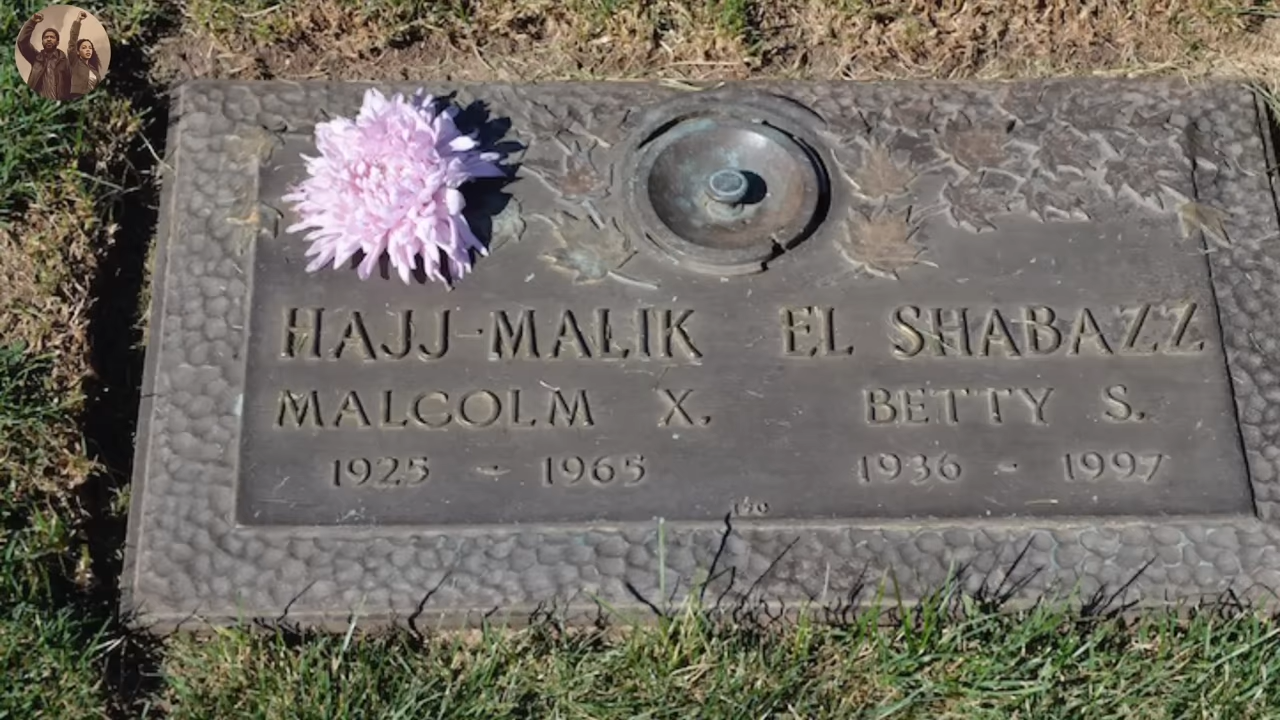 HAJJ-MALIK EL SHABAZZ
MALCOLM X. BETTY S.
1925 - 1965 1936 - 1997